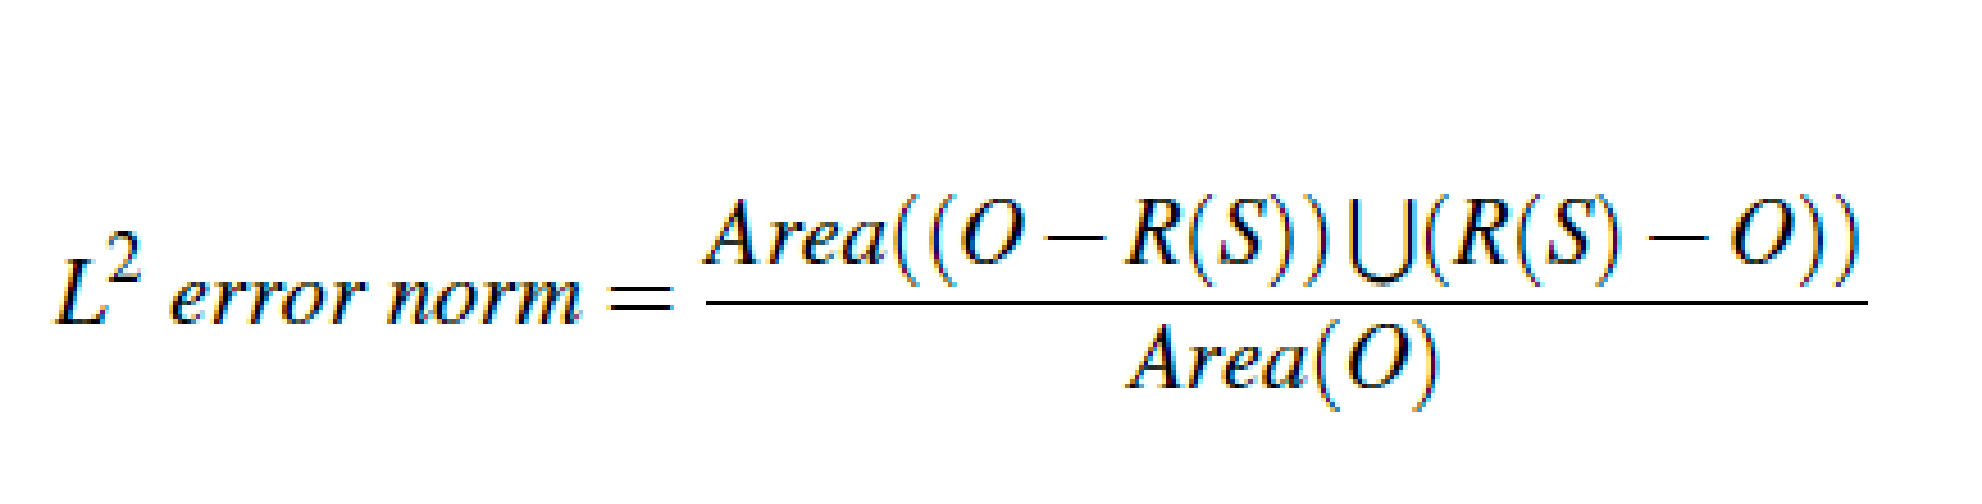 L² error norm = Area((O − R(S)) ⋃ (R(S) − O)) / Area(O)